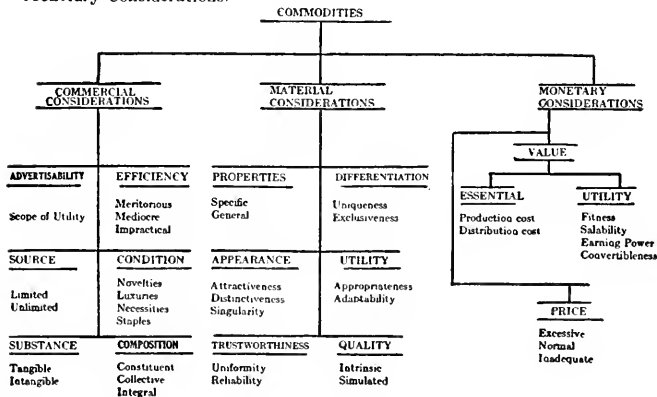 Monetary Considerations.
COMMODITIES
COMMERCIAL
CONSIDERATIONS
MATERIAL
CONSIDERATIONS
MONETARY
CONSIDERATIONS
VALUE
ADVERTISABILITY
Scope of Utility
EFFICIENCY
Meritorious
Mediocre
Impractical
PROPERTIES
Specific
General
DIFFERENTIATION
Uniqueness
Exclusiveness
ESSENTIAL
Production cost
Distribution cost
UTILITY
Fitness
Salability
Earning Power
Convertibleness
SOURCE
Limited
Unlimited
CONDITION
Novelties
Luxuries
Necessities
Staples
APPEARANCE
Attractiveness
Distinctiveness
Singularity
UTILITY
Appropriateness
Adaptability
PRICE
Excessive
Normal
Inadequate
SUBSTANCE
Tangible
Intangible
COMPOSITION
Constituent
Collective
Integral
TRUSTWORTHINESS
Uniformity
Reliability
QUALITY
Intrinsic
Simulated